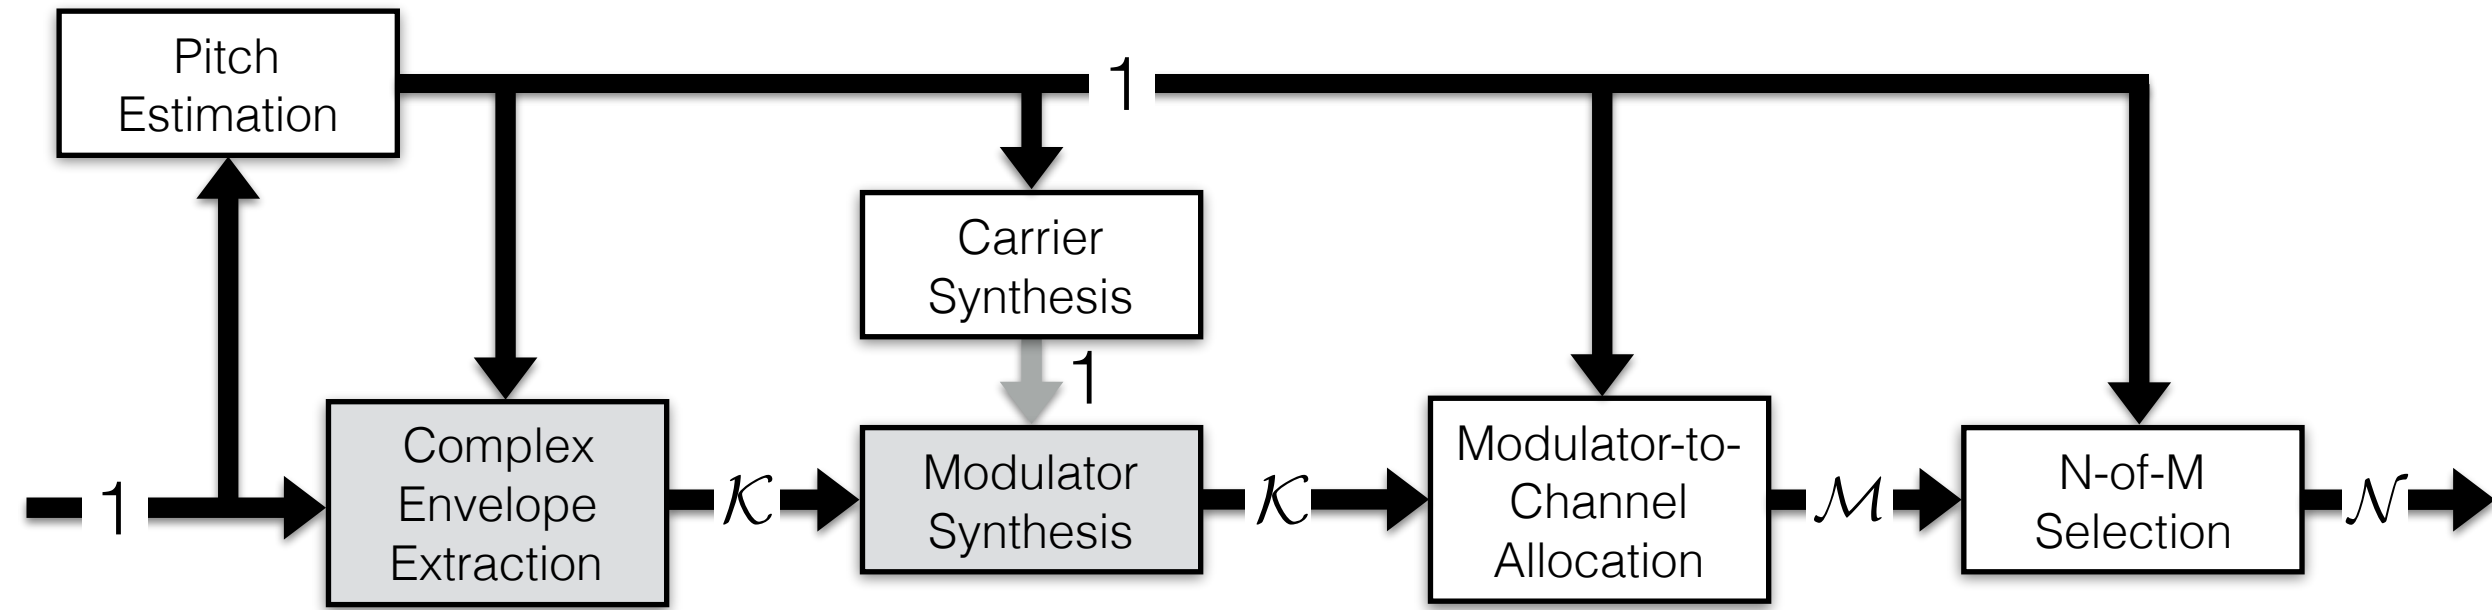 Pitch
Estimation
1
Carrier
Synthesis
1
1
Complex
Envelope
Extraction
𝒦
Modulator
Synthesis
𝒦
Modulator-to-
Channel
Allocation
ℳ
N-of-M
Selection
𝒩